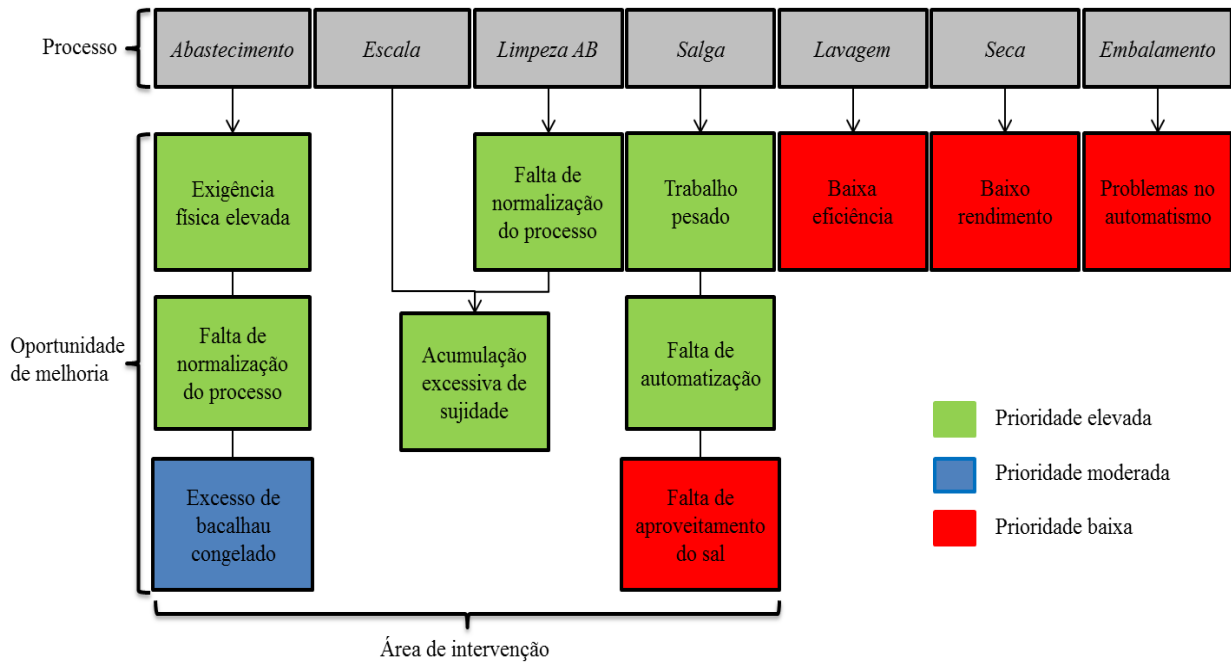 Processo
Abastecimento
Escala
Limpeza AB
Salga
Lavagem
Seca
Embalamento
Oportunidade
de melhoria
Exigência
física elevada
Falta de
normalização
do processo
Trabalho
pesado
Baixa
eficiência
Baixo
rendimento
Problemas no
automatismo
Falta de
normalização
do processo
Acumulação
excessiva de
sujidade
Falta de
automatização
Excesso de
bacalhau
congelado
Falta de
aproveitamento
do sal
Prioridade elevada
Prioridade moderada
Prioridade baixa
Área de intervenção